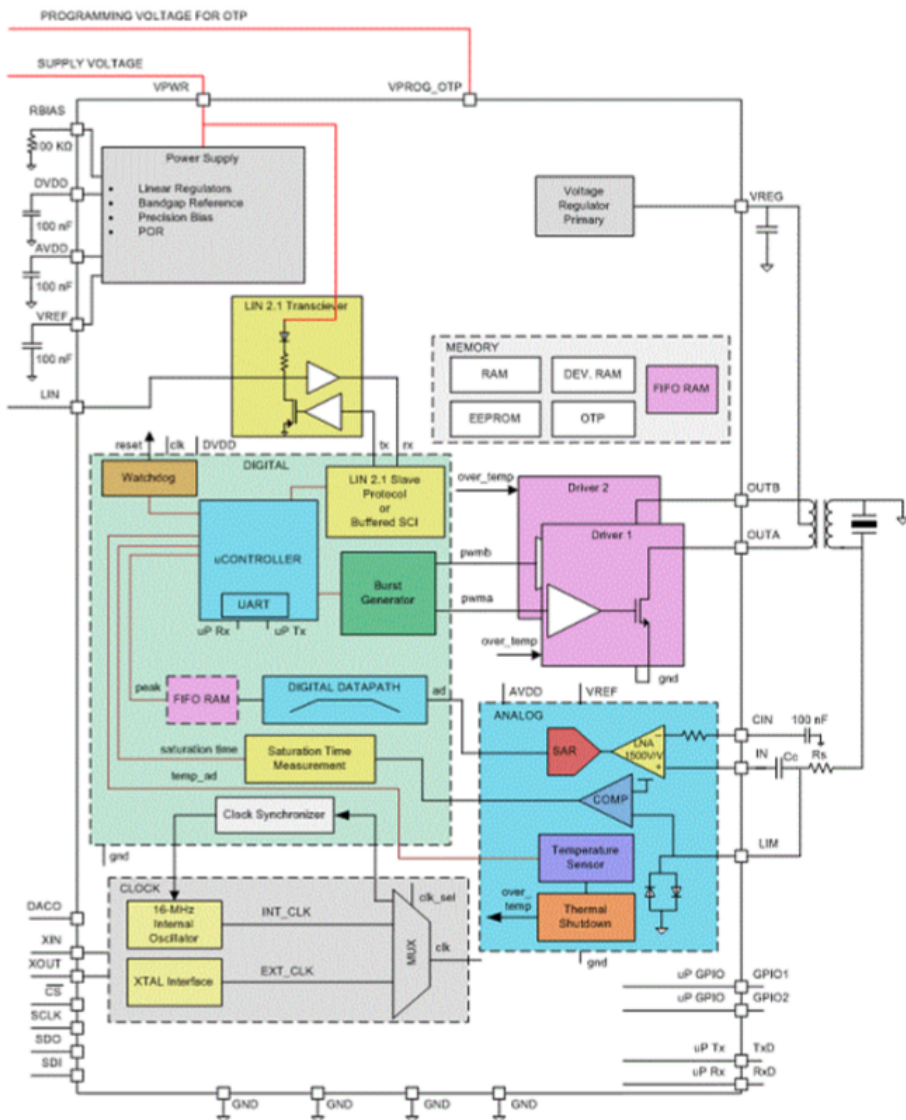 PROGRAMMING VOLTAGE FOR OTP
SUPPLY VOLTAGE
VPWR
VPROG_OTP
RBIAS
100 KΩ
Power Supply
• Linear Regulators
• Bandgap Reference
• Precision Bias
• POR
DVDD
100 nF
AVDD
100 nF
VREF
100 nF
LIN
Voltage
Regulator
Primary
VREG
LIN 2.1 Transciever
tx
rx
MEMORY
RAM
DEV. RAM
FIFO RAM
EEPROM
OTP
reset
clk
DVDD
DIGITAL
Watchdog
LIN 2.1 Slave
Protocol
or
Buffered SCI
uCONTROLLER
UART
uP Rx
uP Tx
Burst
Generator
over_temp
Driver 2
Driver 1
pwmb
pwma
over_temp
gnd
OUTB
OUTA
peak
FIFO RAM
DIGITAL DATAPATH
ad
saturation time
Saturation Time
Measurement
temp_ad
Clock Synchronizer
gnd
AVDD
VREF
ANALOG
SAR
LNA
1500V/V
−
+
COMP
Temperature
Sensor
over_
temp
Thermal
Shutdown
gnd
CIN
100 nF
IN
Cc
Rs
LIM
CLOCK
clk_sel
16-MHz
Internal
Oscillator
INT_CLK
XTAL Interface
EXT_CLK
MUX
clk
DACO
XIN
XOUT
CS
SCLK
SDO
SDI
uP GPIO
GPIO1
uP GPIO
GPIO2
uP Tx
TxD
uP Rx
RxD
GND
GND
GND
GND